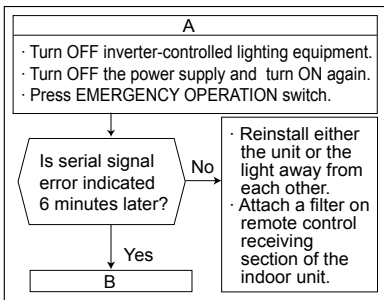 A
· Turn OFF inverter-controlled lighting equipment.
· Turn OFF the power supply and turn ON again.
· Press EMERGENCY OPERATION switch.
Is serial signal
error indicated
6 minutes later?
No
· Reinstall either
the unit or the
light away from
each other.
· Attach a filter on
remote control
receiving
section of the
indoor unit.
Yes
B